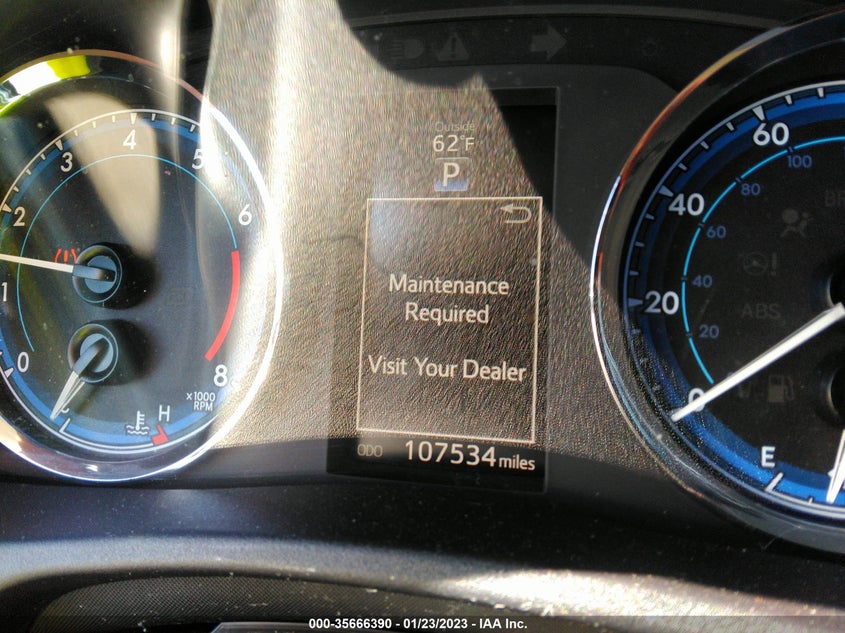 Outside
62°F
P
Maintenance
Required
Visit Your Dealer
ODO 107534 miles
0 1 2 3 4 5 6 8
×1000
RPM
H
0 20 40 60
20 40 60 80 100
ABS
E
000-35666390 - 01/23/2023 - IAA Inc.